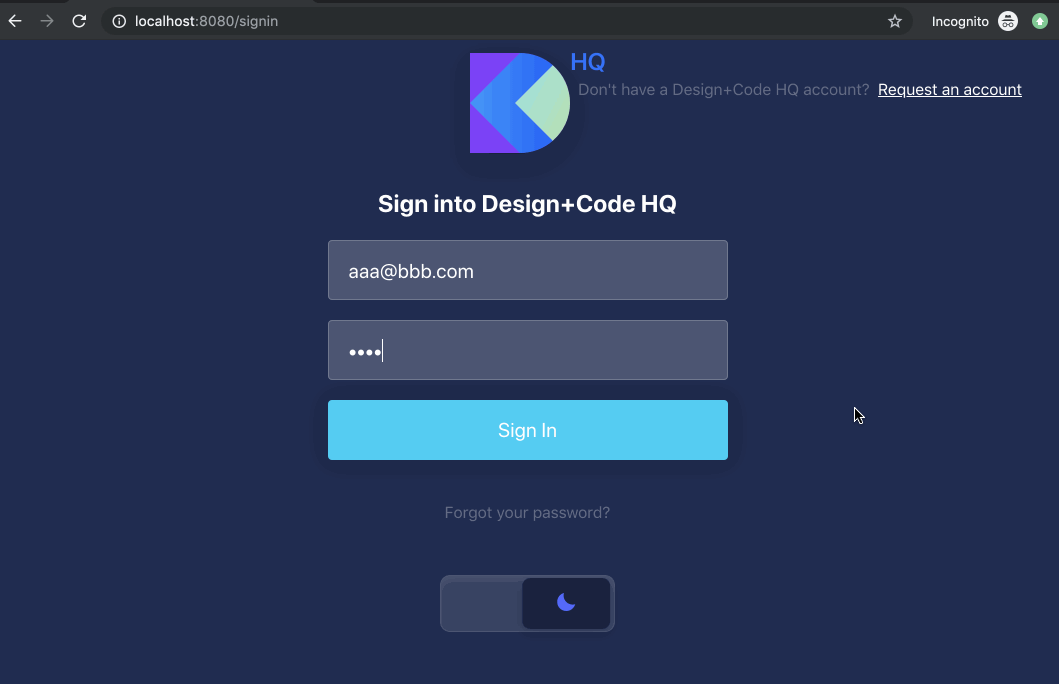 localhost:8080/signin
Incognito
HQ
Don't have a Design+Code HQ account? Request an account
Sign into Design+Code HQ
aaa@bbb.com
••••
Sign In
Forgot your password?